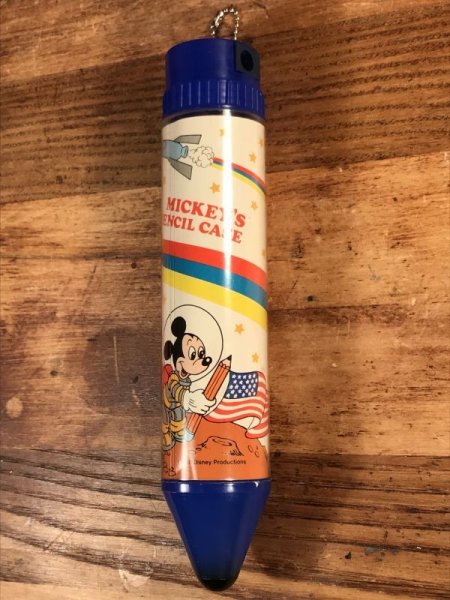 MICKEY'S
ENCIL CASE
Disney Productions